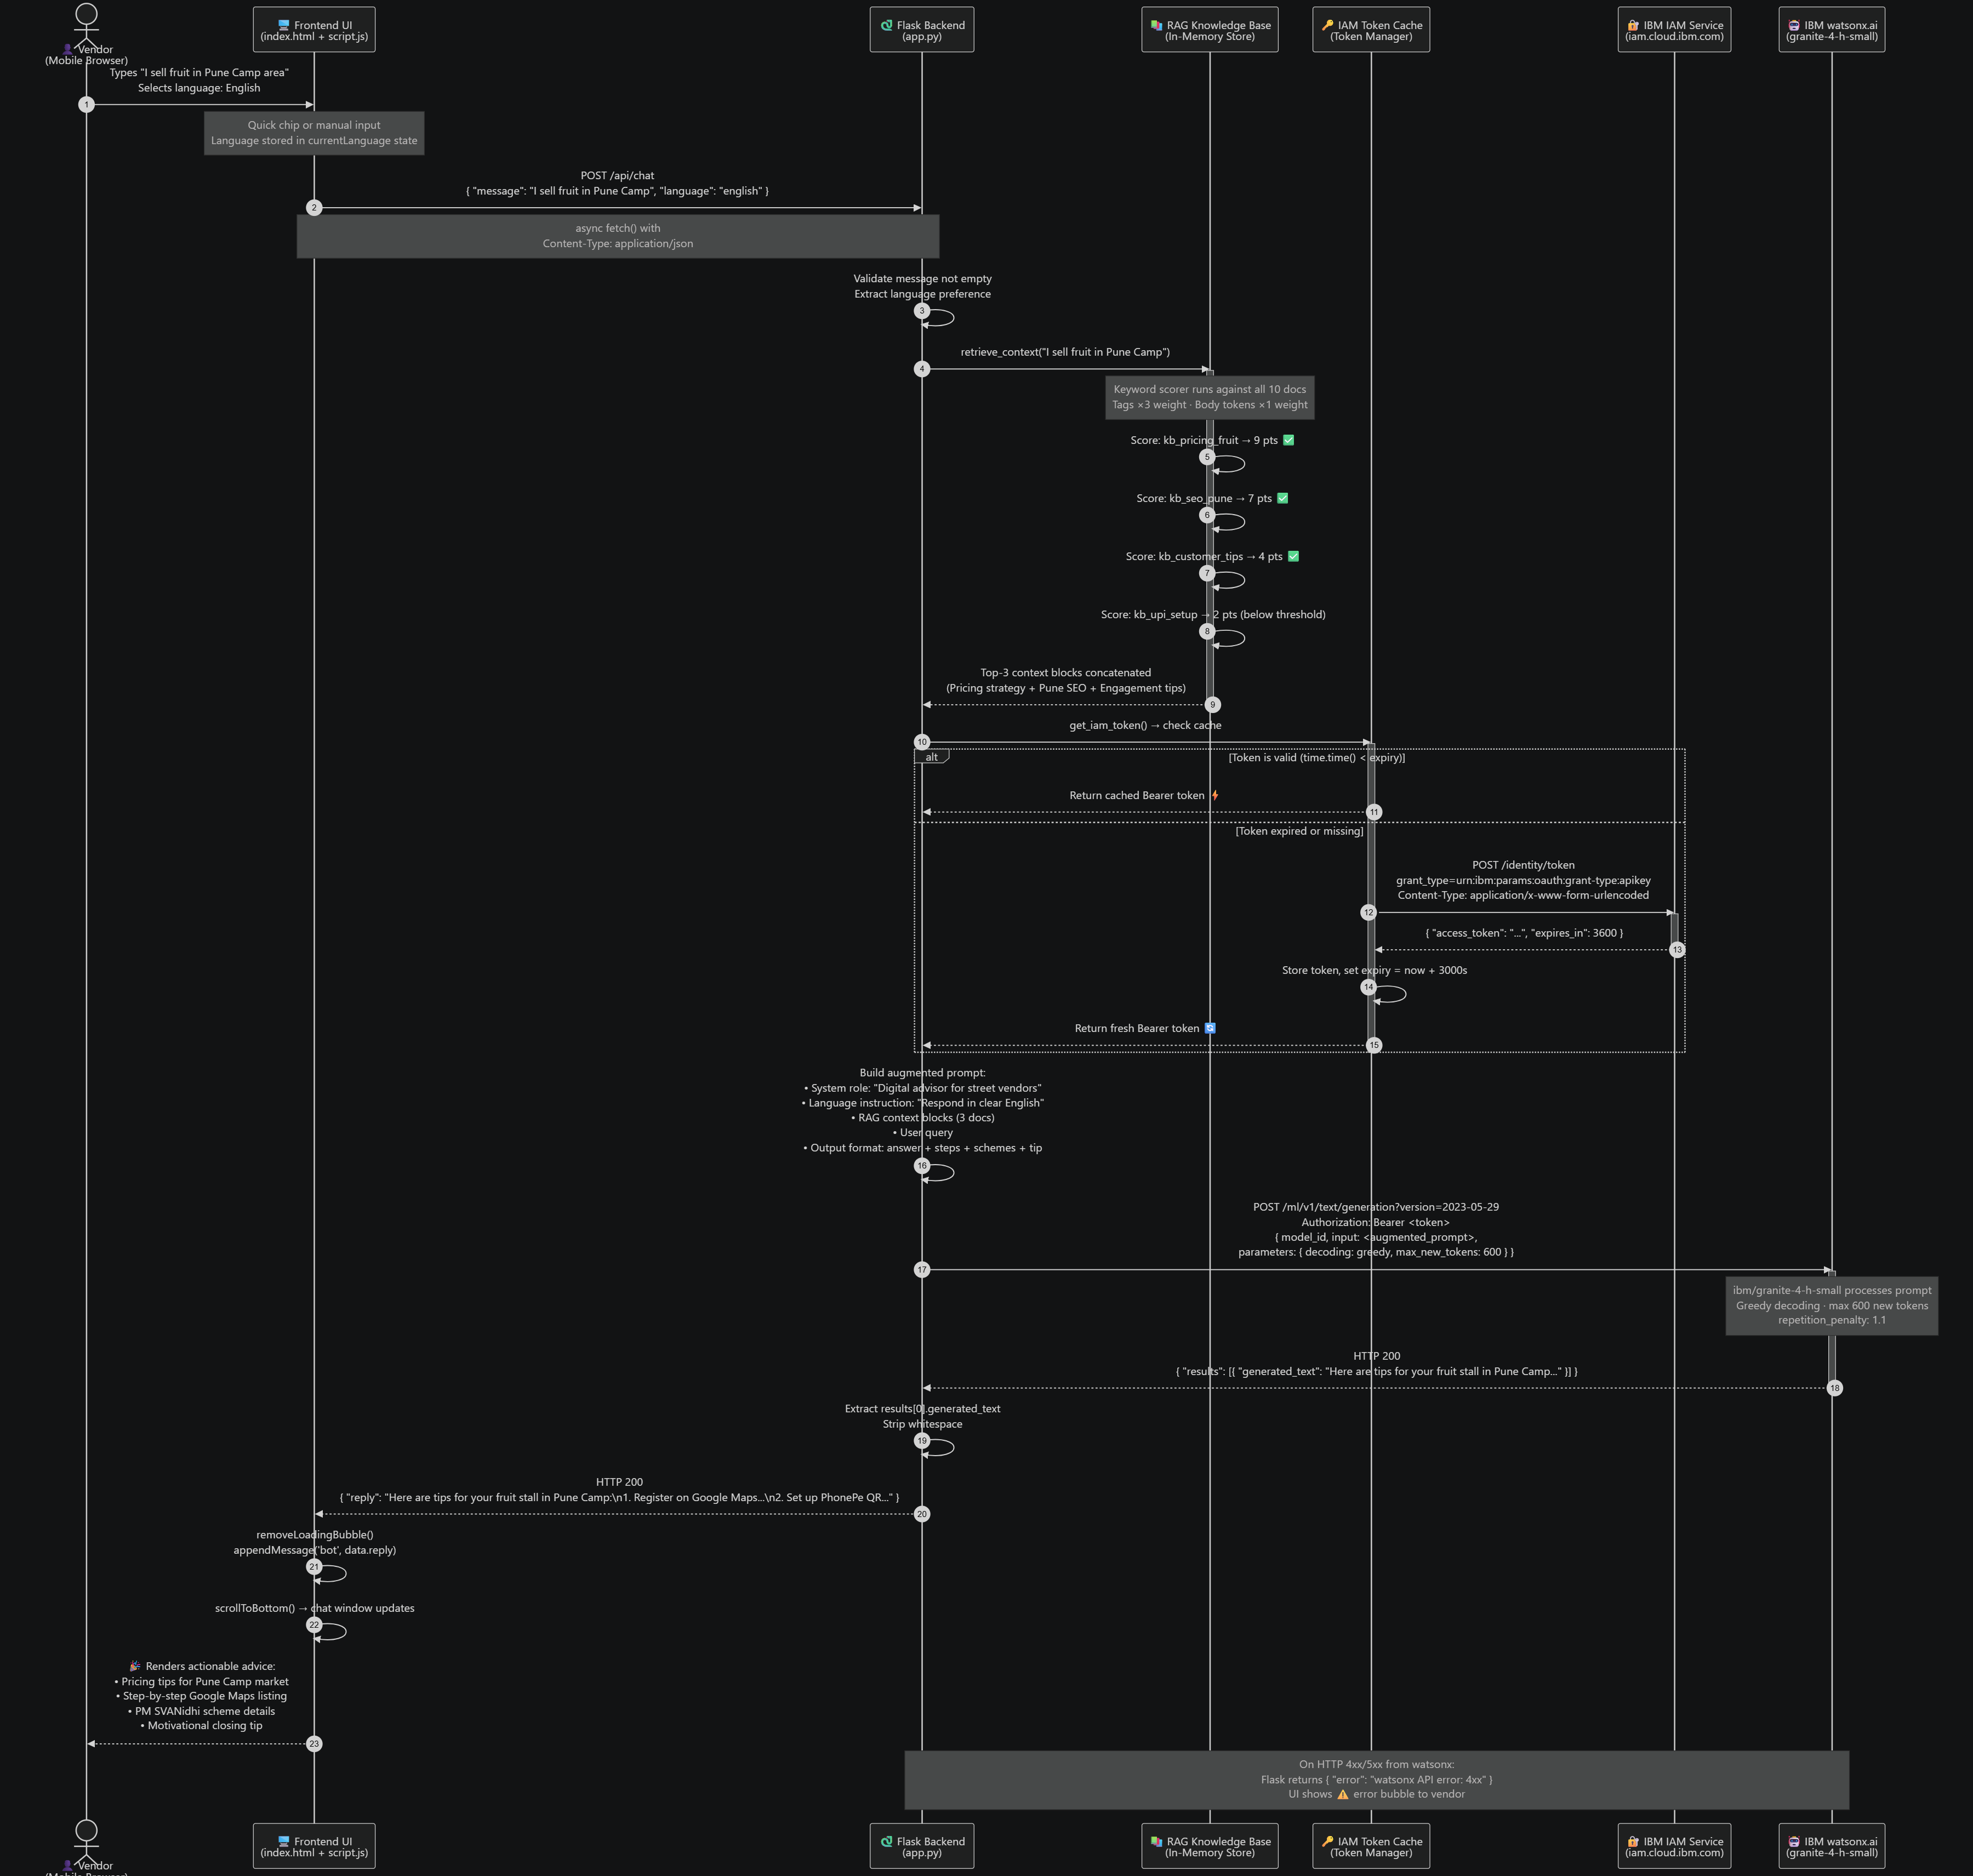 👤 Vendor
(Mobile Browser)
🖥️ Frontend UI
(index.html + script.js)
Flask Backend
(app.py)
📚 RAG Knowledge Base
(In-Memory Store)
🔑 IAM Token Cache
(Token Manager)
🔐 IBM IAM Service
(iam.cloud.ibm.com)
🤖 IBM watsonx.ai
(granite-4-h-small)
Types "I sell fruit in Pune Camp area"
Selects language: English
1
Quick chip or manual input
Language stored in currentLanguage state
POST /api/chat
{ "message": "I sell fruit in Pune Camp", "language": "english" }
2
async fetch() with
Content-Type: application/json
Validate message not empty
Extract language preference
3
retrieve_context("I sell fruit in Pune Camp")
4
Keyword scorer runs against all 10 docs
Tags ×3 weight · Body tokens ×1 weight
Score: kb_pricing_fruit → 9 pts ✅
5
Score: kb_seo_pune → 7 pts ✅
6
Score: kb_customer_tips → 4 pts ✅
7
Score: kb_upi_setup → 2 pts (below threshold)
8
Top-3 context blocks concatenated
(Pricing strategy + Pune SEO + Engagement tips)
9
get_iam_token() → check cache
10
alt
[Token is valid (time.time() < expiry)]
Return cached Bearer token ⚡
11
[Token expired or missing]
POST /identity/token
grant_type=urn:ibm:params:oauth:grant-type:apikey
Content-Type: application/x-www-form-urlencoded
12
{ "access_token": "...", "expires_in": 3600 }
13
Store token, set expiry = now + 3000s
14
Return fresh Bearer token 🔄
15
Build augmented prompt:
• System role: "Digital advisor for street vendors"
• Language instruction: "Respond in clear English"
• RAG context blocks (3 docs)
• User query
• Output format: answer + steps + schemes + tip
16
POST /ml/v1/text/generation?version=2023-05-29
Authorization: Bearer <token>
{ model_id, input: <augmented_prompt>,
parameters: { decoding: greedy, max_new_tokens: 600 } }
17
ibm/granite-4-h-small processes prompt
Greedy decoding · max 600 new tokens
repetition_penalty: 1.1
HTTP 200
{ "results": [{ "generated_text": "Here are tips for your fruit stall in Pune Camp..." }] }
18
Extract results[0].generated_text
Strip whitespace
19
HTTP 200
{ "reply": "Here are tips for your fruit stall in Pune Camp:\n1. Register on Google Maps...\n2. Set up PhonePe QR..." }
20
removeLoadingBubble()
appendMessage('bot', data.reply)
21
scrollToBottom() → chat window updates
22
🎉 Renders actionable advice:
• Pricing tips for Pune Camp market
• Step-by-step Google Maps listing
• PM SVANidhi scheme details
• Motivational closing tip
23
On HTTP 4xx/5xx from watsonx:
Flask returns { "error": "watsonx API error: 4xx" }
UI shows ⚠️ error bubble to vendor
👤 Vendor
(Mobile Browser)
🖥️ Frontend UI
(index.html + script.js)
Flask Backend
(app.py)
📚 RAG Knowledge Base
(In-Memory Store)
🔑 IAM Token Cache
(Token Manager)
🔐 IBM IAM Service
(iam.cloud.ibm.com)
🤖 IBM watsonx.ai
(granite-4-h-small)